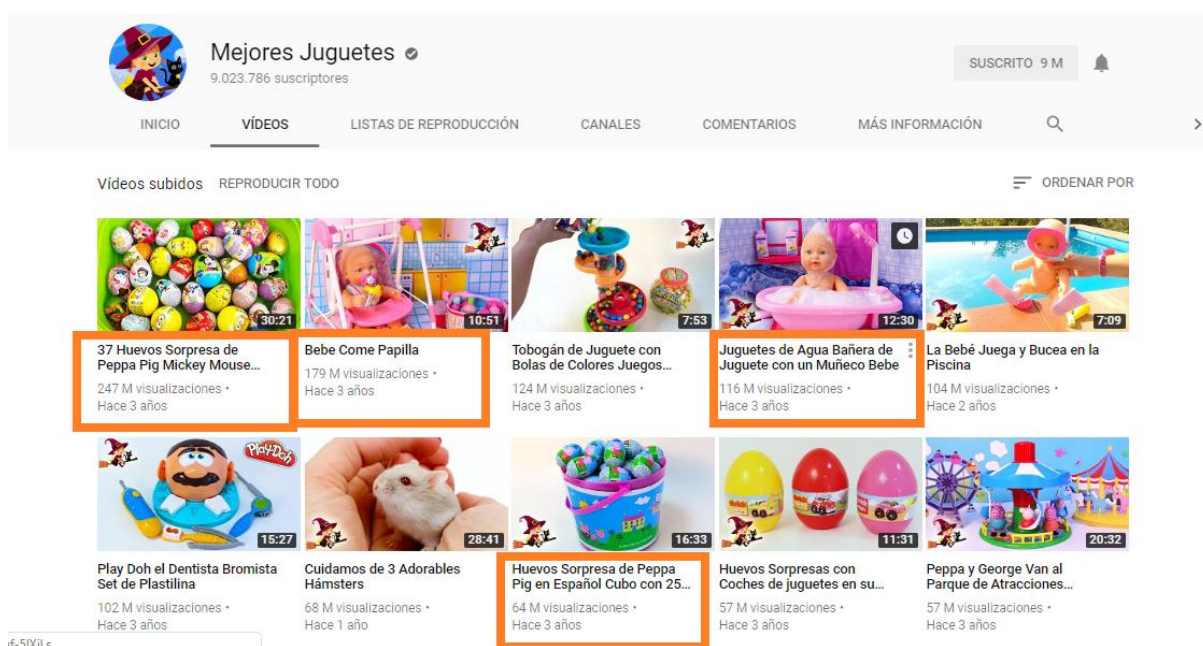 Mejores Juguetes
9.023.786 suscriptores
SUSCRITO 9 M
INICIO VÍDEOS LISTAS DE REPRODUCCIÓN CANALES COMENTARIOS MÁS INFORMACIÓN
Vídeos subidos REPRODUCIR TODO
ORDENAR POR
30:21
37 Huevos Sorpresa de
Peppa Pig Mickey Mouse...
247 M visualizaciones •
Hace 3 años
10:51
Bebe Come Papilla
179 M visualizaciones •
Hace 3 años
7:53
Tobogán de Juguete con
Bolas de Colores Juegos...
124 M visualizaciones •
Hace 3 años
12:30
Juguetes de Agua Bañera de
Juguete con un Muñeco Bebe
116 M visualizaciones •
Hace 3 años
7:09
La Bebé Juega y Bucea en la
Piscina
104 M visualizaciones •
Hace 2 años
Play-Doh
15:27
Play Doh el Dentista Bromista
Set de Plastilina
102 M visualizaciones •
Hace 3 años
28:41
Cuidamos de 3 Adorables
Hámsters
68 M visualizaciones •
Hace 1 año
16:33
Huevos Sorpresa de Peppa
Pig en Español Cubo con 25...
64 M visualizaciones •
Hace 3 años
11:31
Huevos Sorpresas con
Coches de juguetes en su...
57 M visualizaciones •
Hace 3 años
20:32
Peppa y George Van al
Parque de Atracciones...
57 M visualizaciones •
Hace 3 años